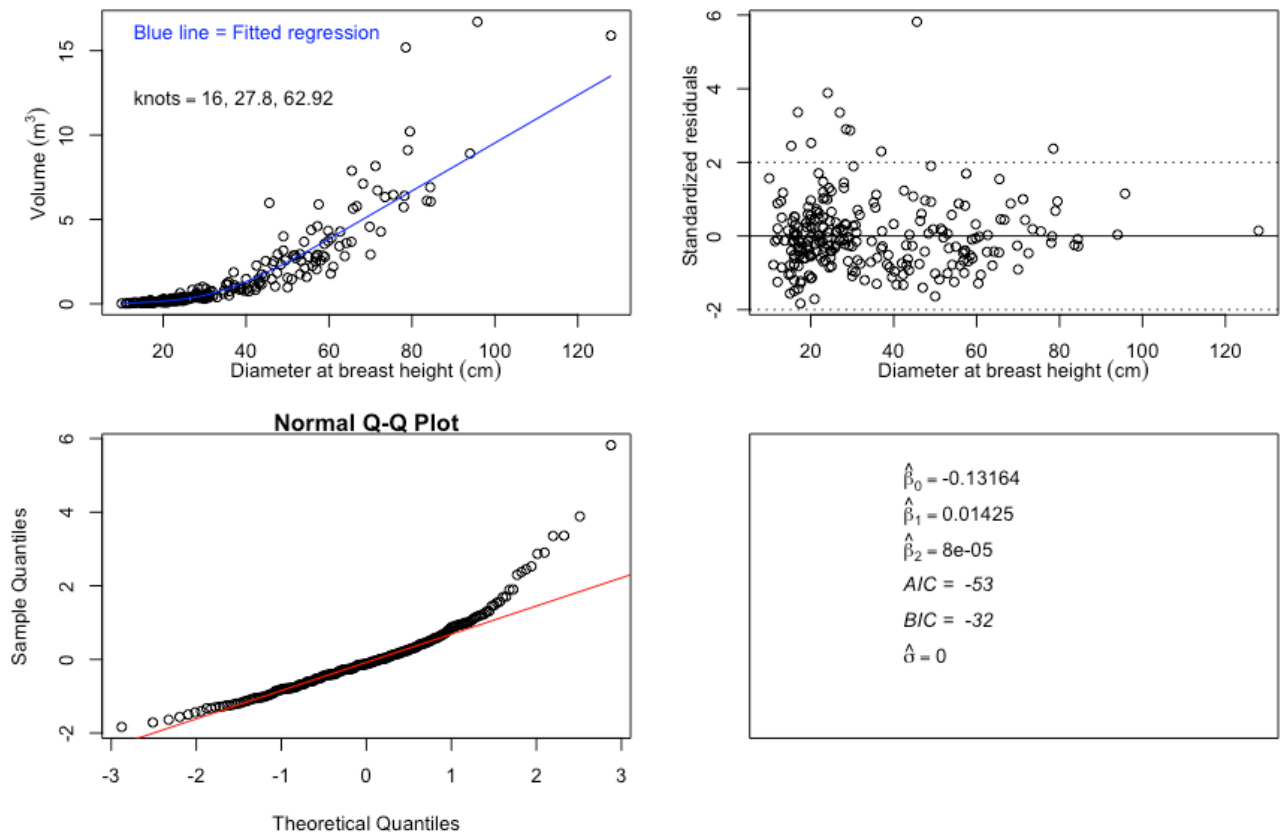 Blue line = Fitted regression
knots = 16, 27.8, 62.92
Volume (m³)
0
5
10
15
20
40
60
80
100
120
Diameter at breast height (cm)
Standardized residuals
-2
0
2
4
6
20
40
60
80
100
120
Diameter at breast height (cm)
Normal Q-Q Plot
Sample Quantiles
-2
0
2
4
6
-3
-2
-1
0
1
2
3
Theoretical Quantiles
β̂₀ = -0.13164
β̂₁ = 0.01425
β̂₂ = 8e-05
AIC = -53
BIC = -32
σ̂ = 0